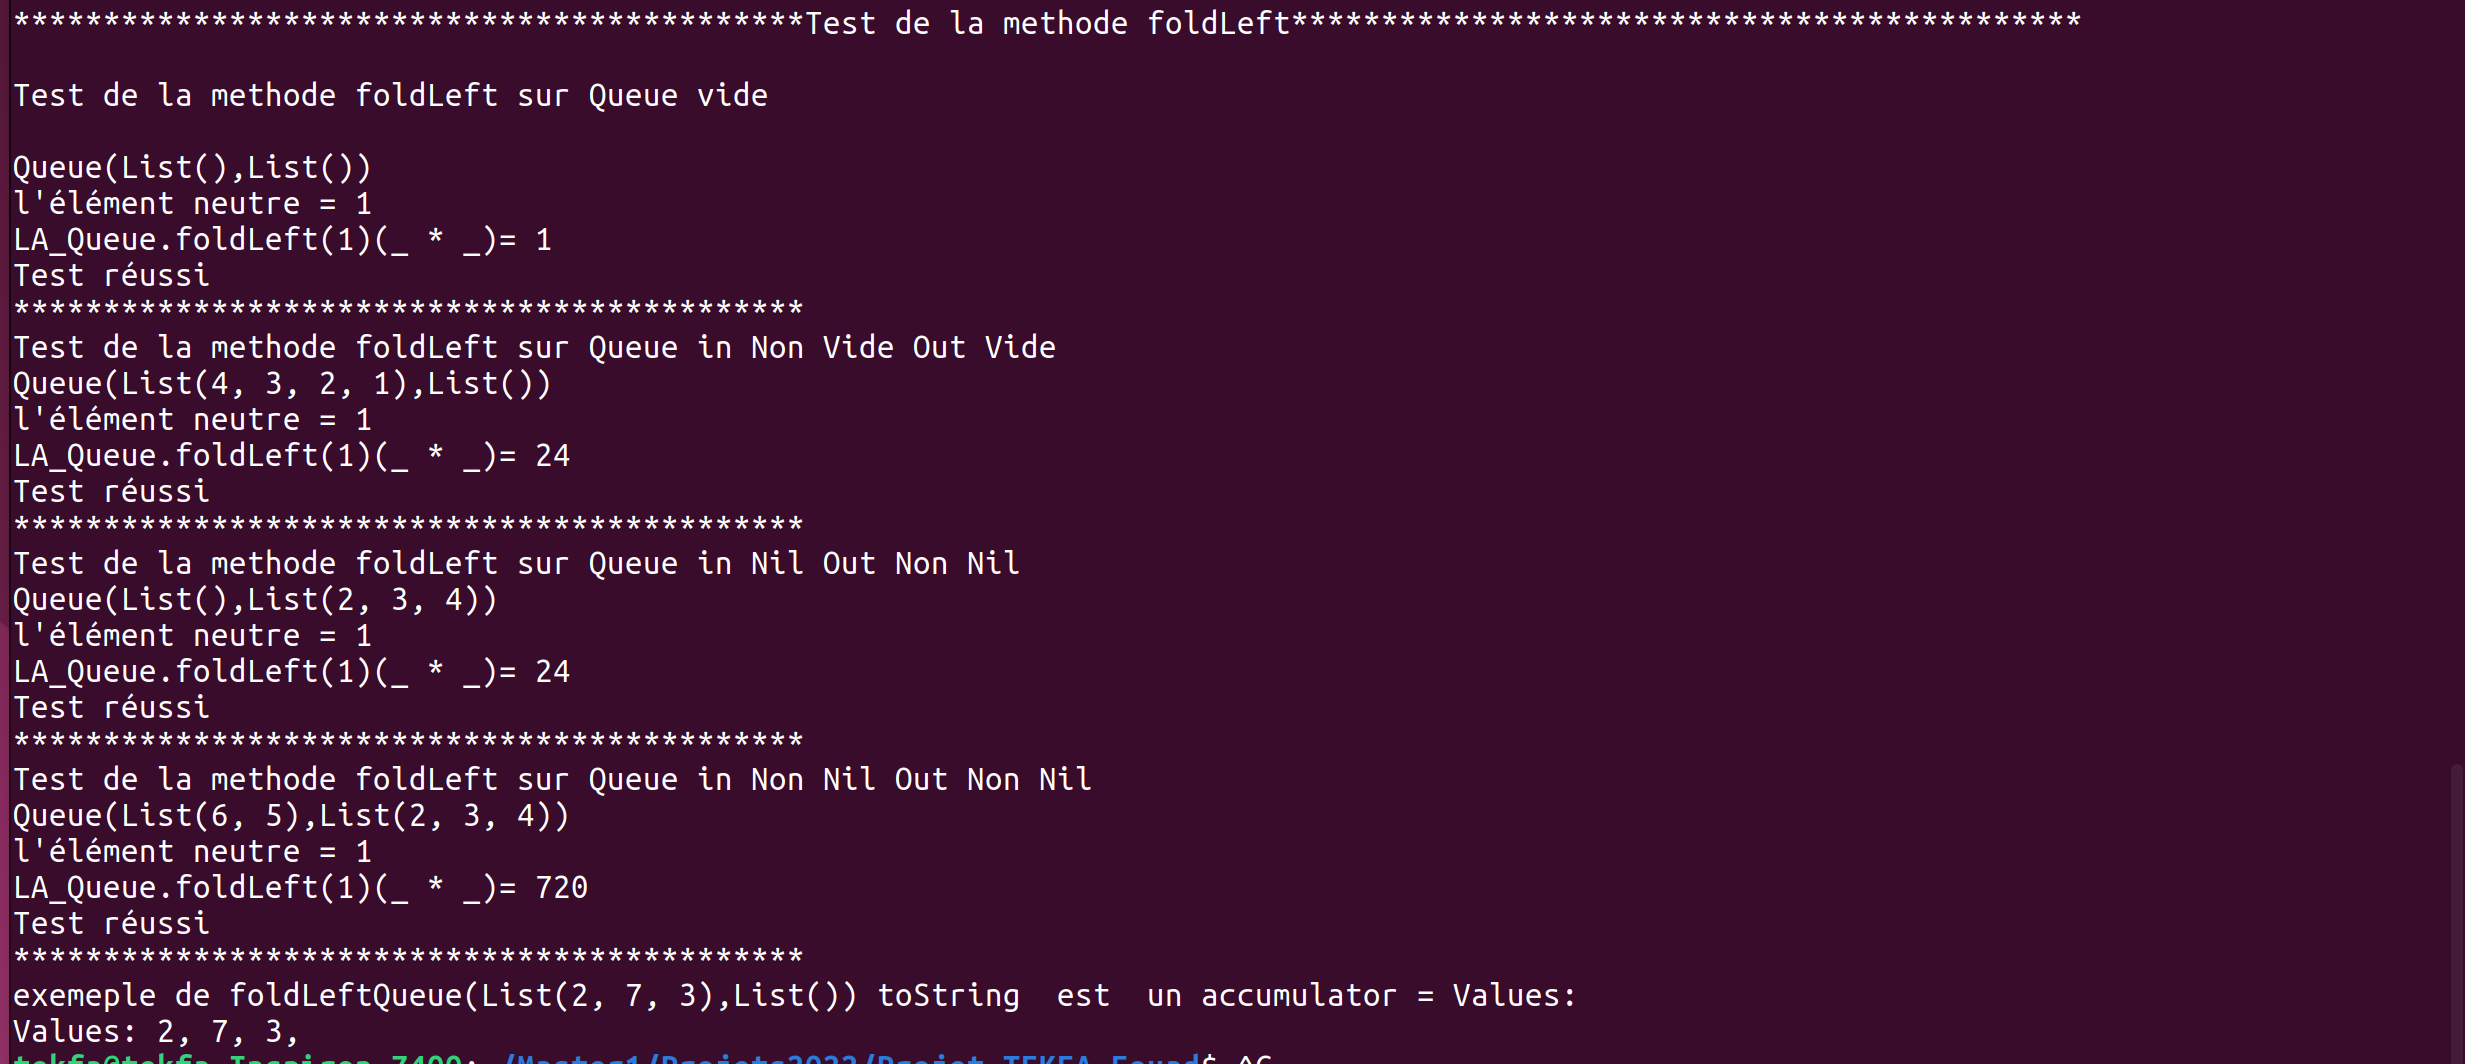 ********************************************Test de la methode foldLeft********************************************
Test de la methode foldLeft sur Queue vide
Queue(List(),List())
l'élément neutre = 1
LA_Queue.foldLeft(1)(_ * _)= 1
Test réussi
********************************************
Test de la methode foldLeft sur Queue in Non Vide Out Vide
Queue(List(4, 3, 2, 1),List())
l'élément neutre = 1
LA_Queue.foldLeft(1)(_ * _)= 24
Test réussi
********************************************
Test de la methode foldLeft sur Queue in Nil Out Non Nil
Queue(List(),List(2, 3, 4))
l'élément neutre = 1
LA_Queue.foldLeft(1)(_ * _)= 24
Test réussi
********************************************
Test de la methode foldLeft sur Queue in Non Nil Out Non Nil
Queue(List(6, 5),List(2, 3, 4))
l'élément neutre = 1
LA_Queue.foldLeft(1)(_ * _)= 720
Test réussi
********************************************
exemeple de foldLeftQueue(List(2, 7, 3),List()) toString  est  un accumulator = Values:
Values: 2, 7, 3,